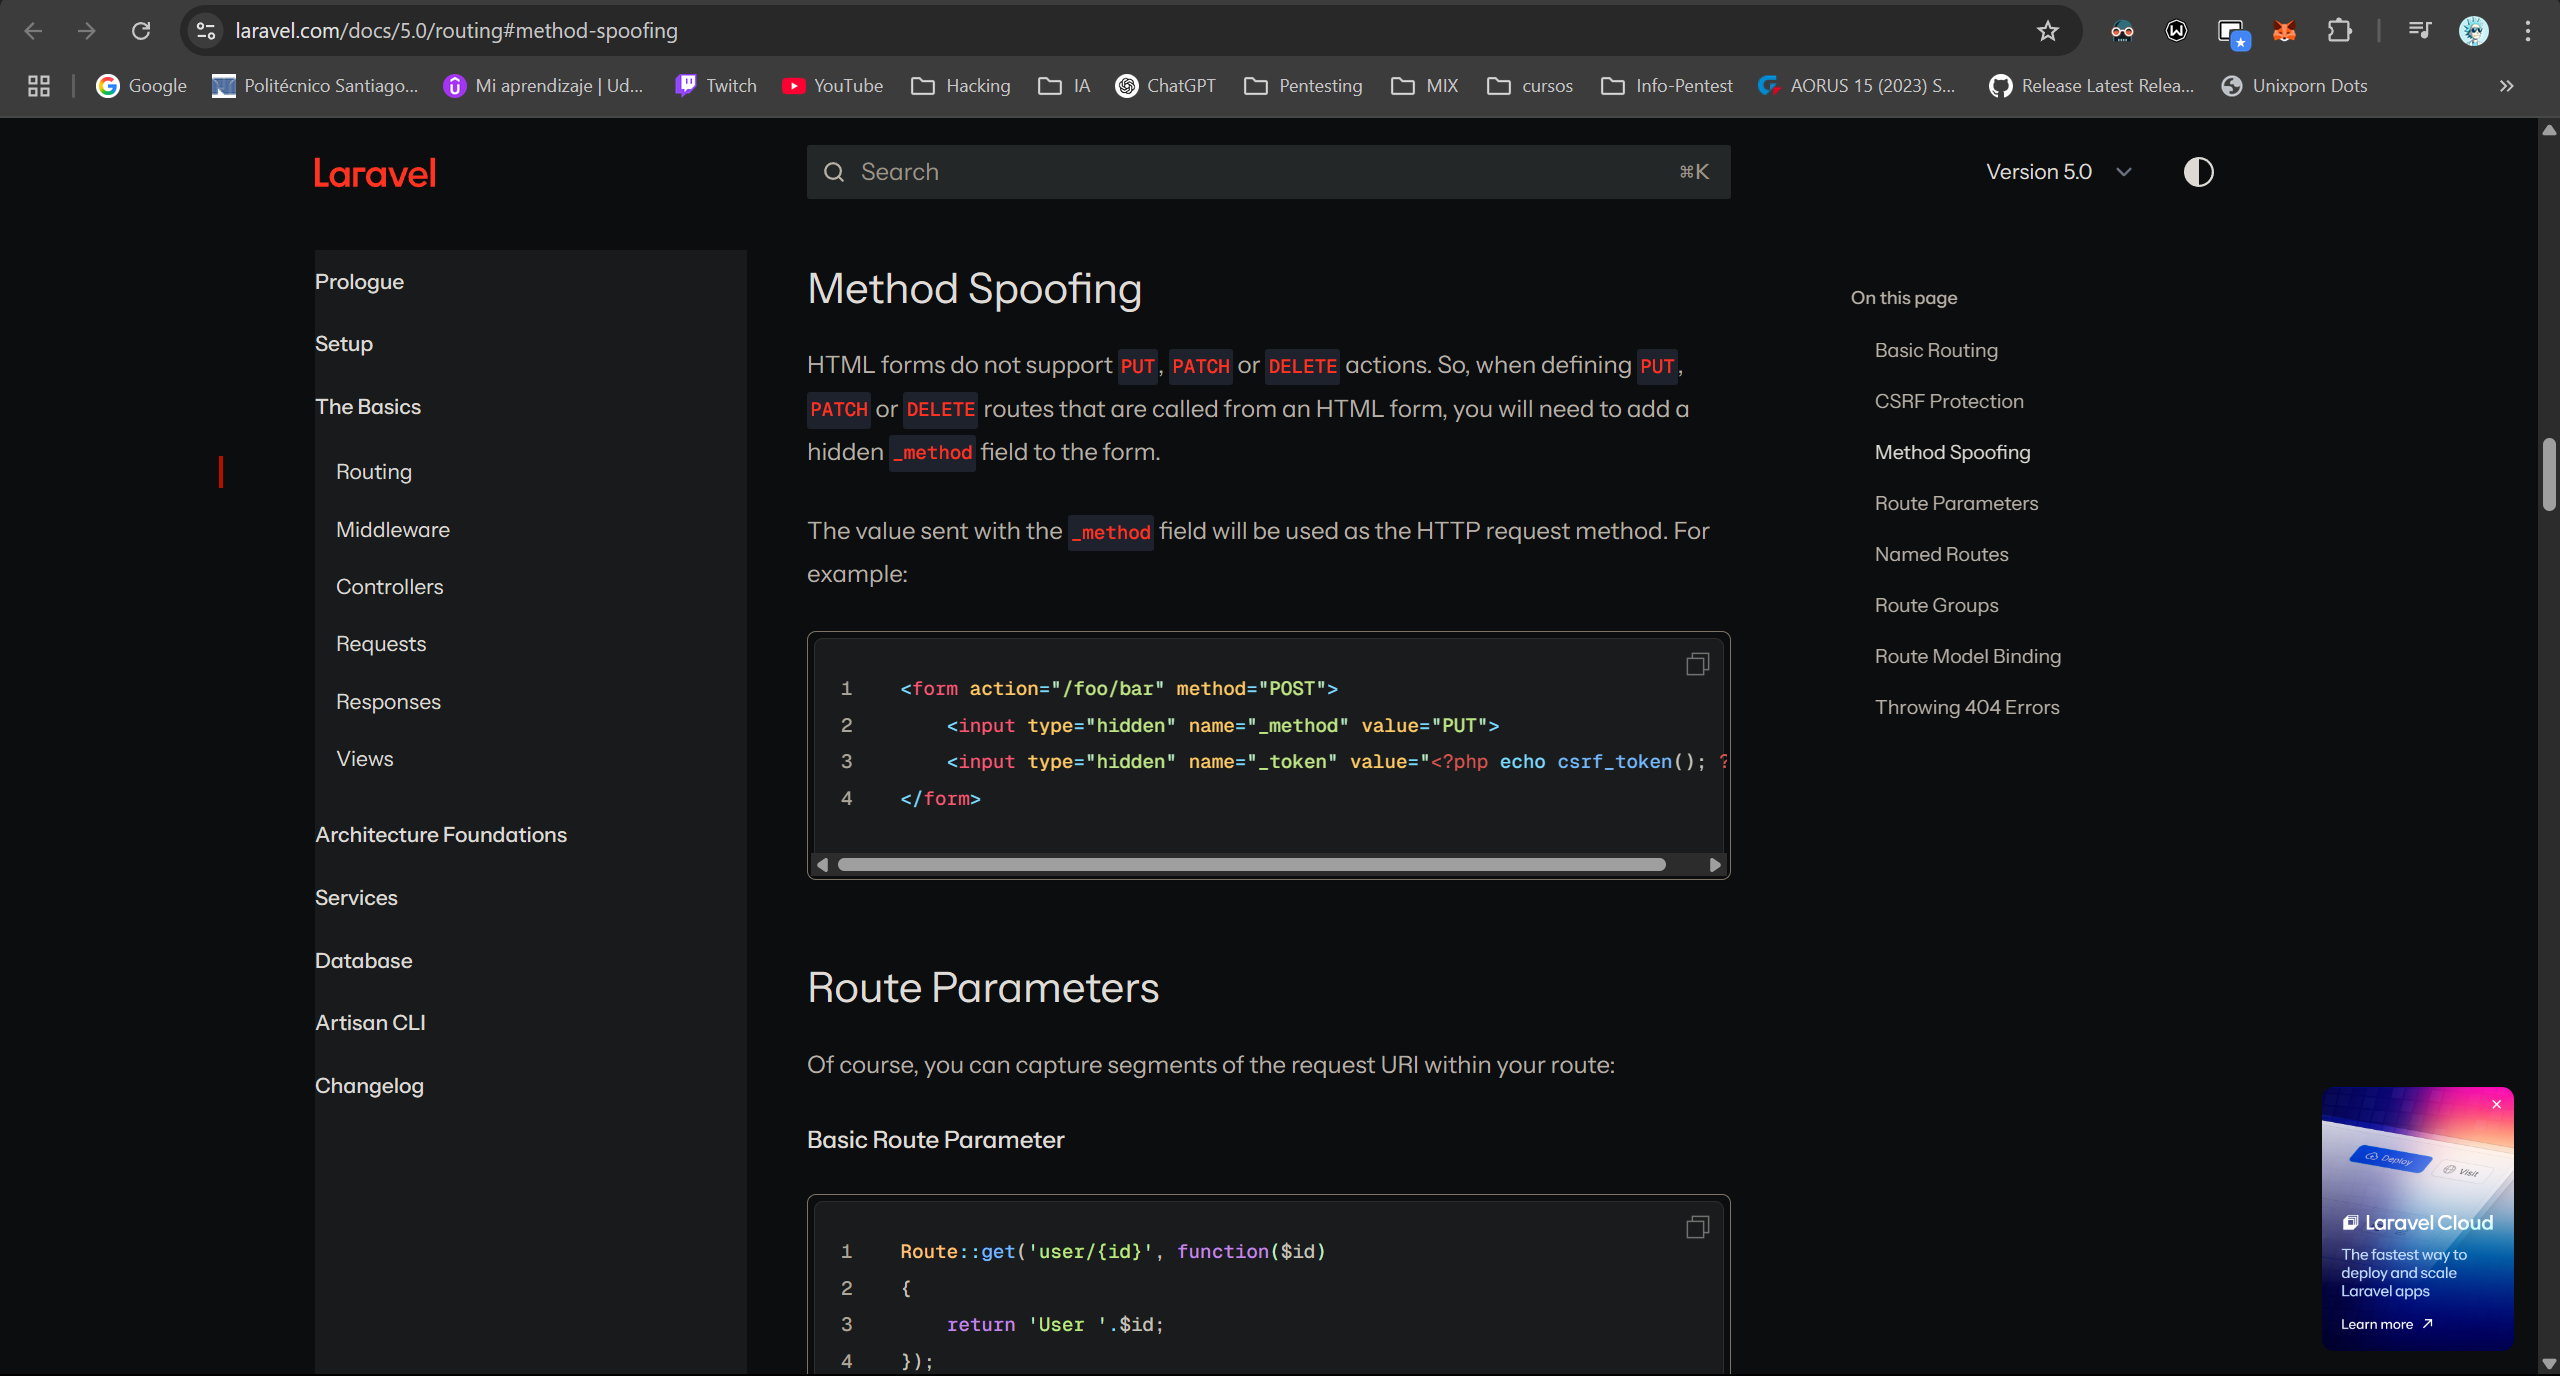 laravel.com/docs/5.0/routing#method-spoofing
Google
Politécnico Santiago...
Mi aprendizaje | Ud...
Twitch
YouTube
Hacking
IA
ChatGPT
Pentesting
MIX
cursos
Info-Pentest
AORUS 15 (2023) S...
Release Latest Relea...
Unixporn Dots
»
Laravel
Search
⌘K
Version 5.0
Prologue
Setup
The Basics
Routing
Middleware
Controllers
Requests
Responses
Views
Architecture Foundations
Services
Database
Artisan CLI
Changelog
Method Spoofing
HTML forms do not support PUT, PATCH or DELETE actions. So, when defining PUT,
PATCH or DELETE routes that are called from an HTML form, you will need to add a
hidden _method field to the form.
The value sent with the _method field will be used as the HTTP request method. For
example:
1 <form action="/foo/bar" method="POST">
2     <input type="hidden" name="_method" value="PUT">
3     <input type="hidden" name="_token" value="<?php echo csrf_token(); ?
4 </form>
Route Parameters
Of course, you can capture segments of the request URI within your route:
Basic Route Parameter
1 Route::get('user/{id}', function($id)
2 {
3     return 'User '.$id;
4 });
On this page
Basic Routing
CSRF Protection
Method Spoofing
Route Parameters
Named Routes
Route Groups
Route Model Binding
Throwing 404 Errors
Deploy
Visit
Laravel Cloud
The fastest way to
deploy and scale
Laravel apps
Learn more